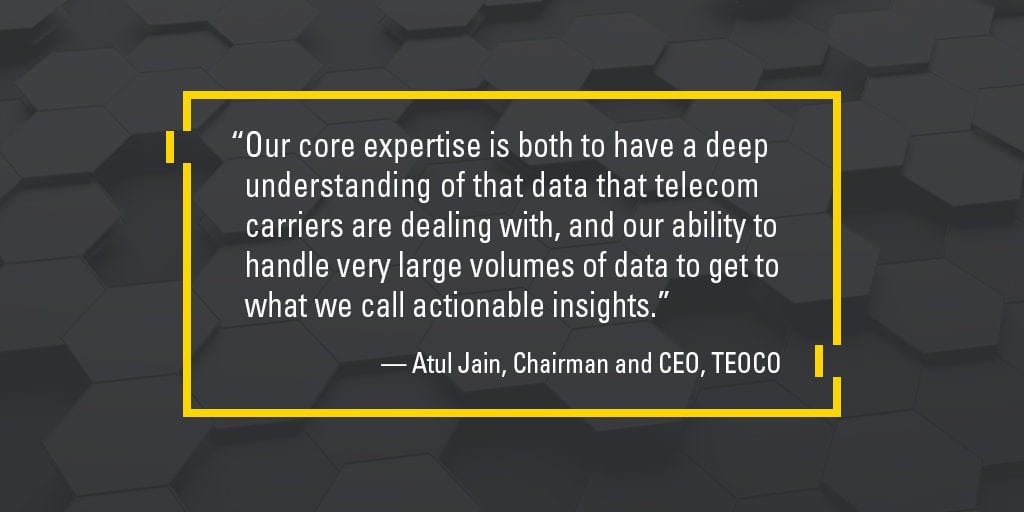 “Our core expertise is both to have a deep
understanding of that data that telecom
carriers are dealing with, and our ability to
handle very large volumes of data to get to
what we call actionable insights.”
— Atul Jain, Chairman and CEO, TEOCO